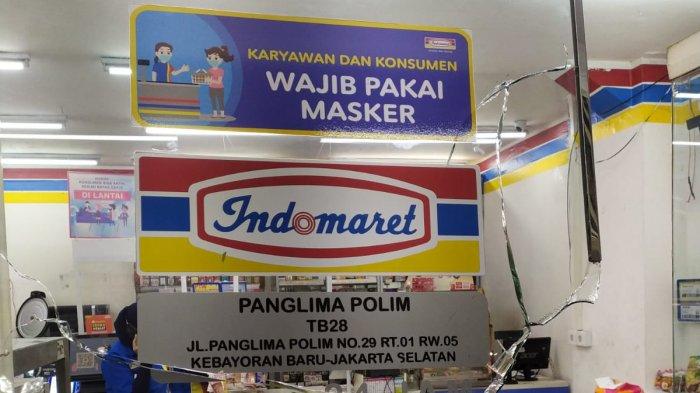 KARYAWAN DAN KONSUMEN
WAJIB PAKAI
MASKER
Indomaret
DI LANTAI
PANGLIMA POLIM
TB28
JL.PANGLIMA POLIM NO.29 RT.01 RW.05
KEBAYORAN BARU-JAKARTA SELATAN
acer